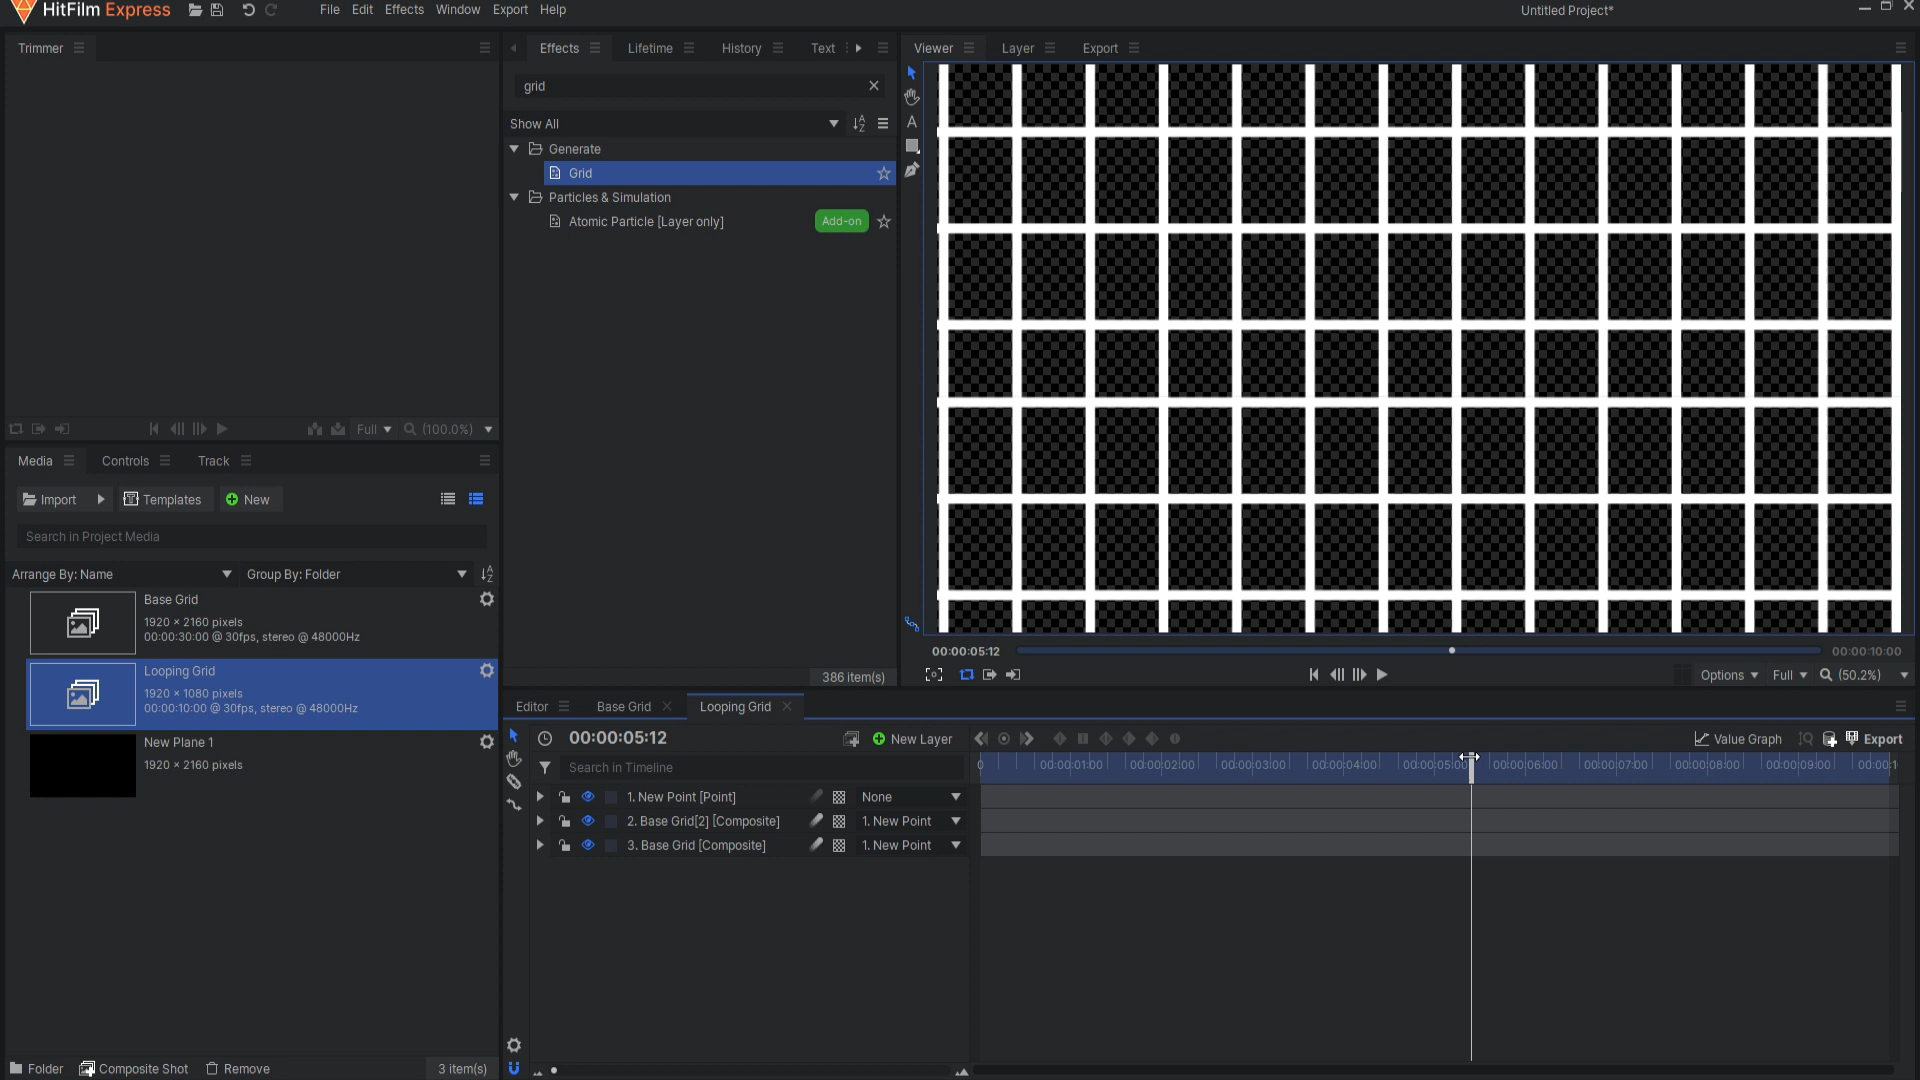 HitFilm Express
File Edit Effects Window Export Help
Untitled Project*
Trimmer
Effects Lifetime History Text
Viewer Layer Export
grid
Show All
Generate
Grid
Particles & Simulation
Atomic Particle [Layer only] Add-on
386 item(s)
Full (100.0%)
Media Controls Track
Import Templates New
Search in Project Media
Arrange By: Name Group By: Folder
Base Grid
1920 × 2160 pixels
00:00:30:00 @ 30fps, stereo @ 48000Hz
Looping Grid
1920 × 1080 pixels
00:00:10:00 @ 30fps, stereo @ 48000Hz
New Plane 1
1920 × 2160 pixels
Folder Composite Shot Remove 3 item(s)
00:00:05:12 00:00:10:00
Options Full (50.2%)
Editor Base Grid Looping Grid
00:00:05:12 New Layer Value Graph Export
Search in Timeline
0 00:00:01:00 00:00:02:00 00:00:03:00 00:00:04:00 00:00:05:00 00:00:06:00 00:00:07:00 00:00:08:00 00:00:09:00 00:00:1
1. New Point [Point] None
2. Base Grid[2] [Composite] 1. New Point
3. Base Grid [Composite] 1. New Point